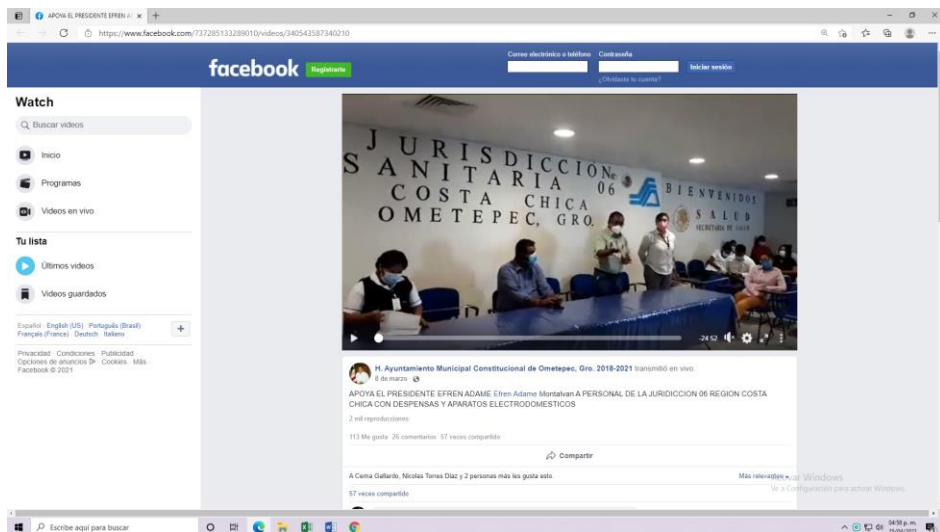 APOYA EL PRESIDENTE EFREN A
https://www.facebook.com/737285133289010/videos/340543587340210
facebook
Registrarte
Correo electrónico o teléfono
Contraseña
Iniciar sesión
¿Olvidaste tu cuenta?
Watch
Buscar videos
Inicio
Programas
Videos en vivo
Tu lista
Últimos videos
Videos guardados
Español · English (US) · Português (Brasil) ·
Français (France) · Deutsch · Italiano
Privacidad · Condiciones · Publicidad ·
Opciones de anuncios · Cookies · Más ·
Facebook © 2021
JURISDICCIÓN
SANITARIA 06
COSTA CHICA
OMETEPEC, GRO.
BIENVENIDOS
SALUD
SECRETARÍA DE SALUD
-24:52
H. Ayuntamiento Municipal Constitucional de Ometepec, Gro. 2018-2021 transmitió en vivo.
8 de marzo ·
APOYA EL PRESIDENTE EFREN ADAME Efren Adame Montalvan A PERSONAL DE LA JURIDICCION 06 REGION COSTA
CHICA CON DESPENSAS Y APARATOS ELECTRODOMESTICOS
2 mil reproducciones
113 Me gusta 26 comentarios 57 veces compartido
Compartir
A Cema Gallardo, Nicolas Torres Diaz y 2 personas más les gusta esto.
Más relevantes
57 veces compartido
Activar Windows
Ve a Configuración para activar Windows.
Escribe aquí para buscar
04:58 p. m.